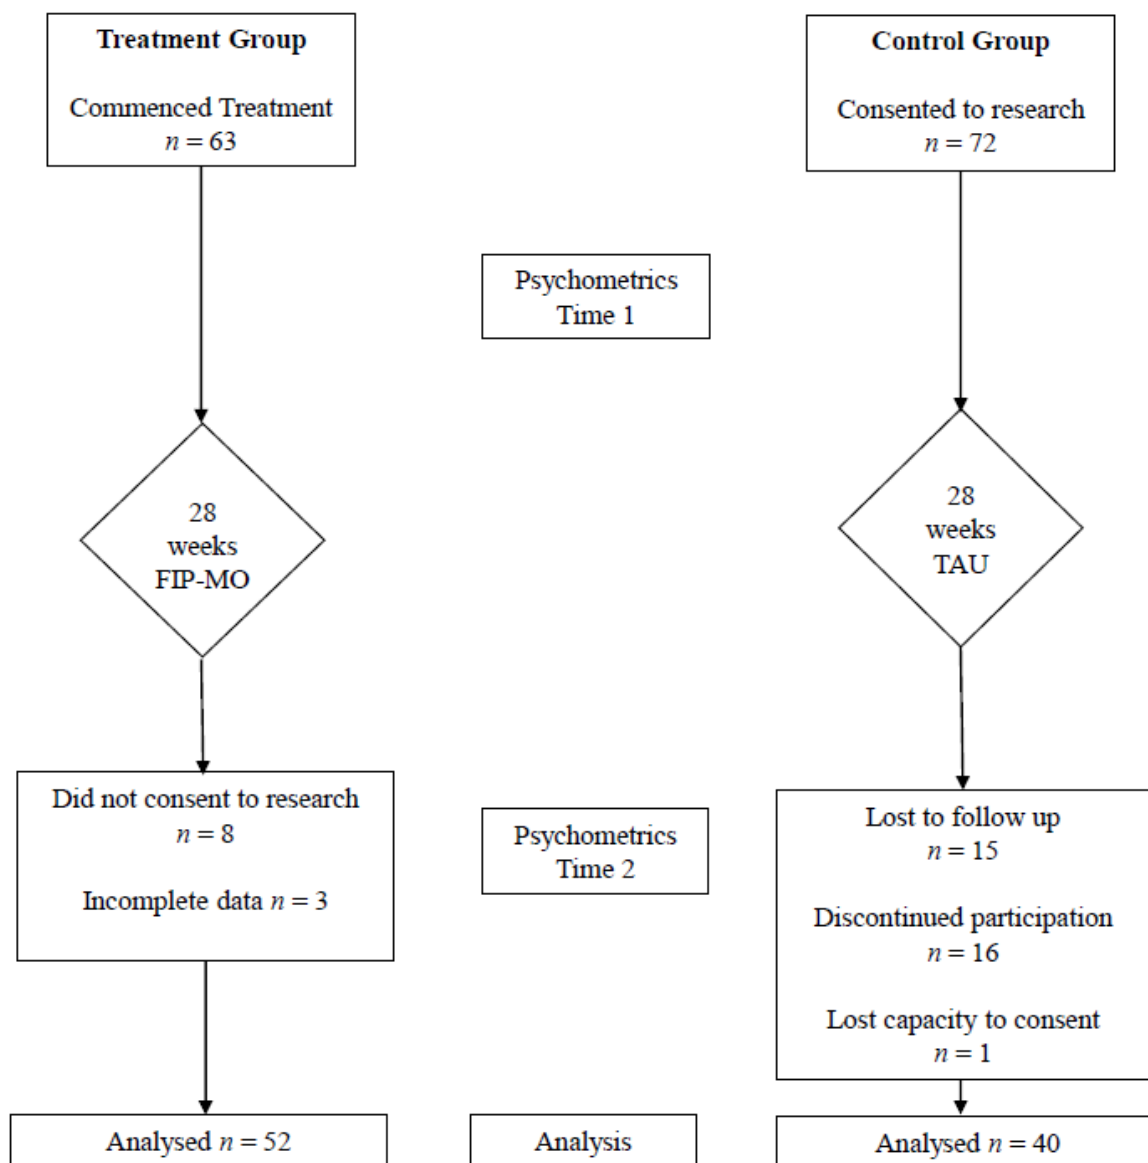 Treatment Group
Commenced Treatment
n = 63
Control Group
Consented to research
n = 72
Psychometrics
Time 1
28
weeks
FIP-MO
28
weeks
TAU
Did not consent to research
n = 8
Incomplete data n = 3
Psychometrics
Time 2
Lost to follow up
n = 15
Discontinued participation
n = 16
Lost capacity to consent
n = 1
Analysed n = 52
Analysis
Analysed n = 40